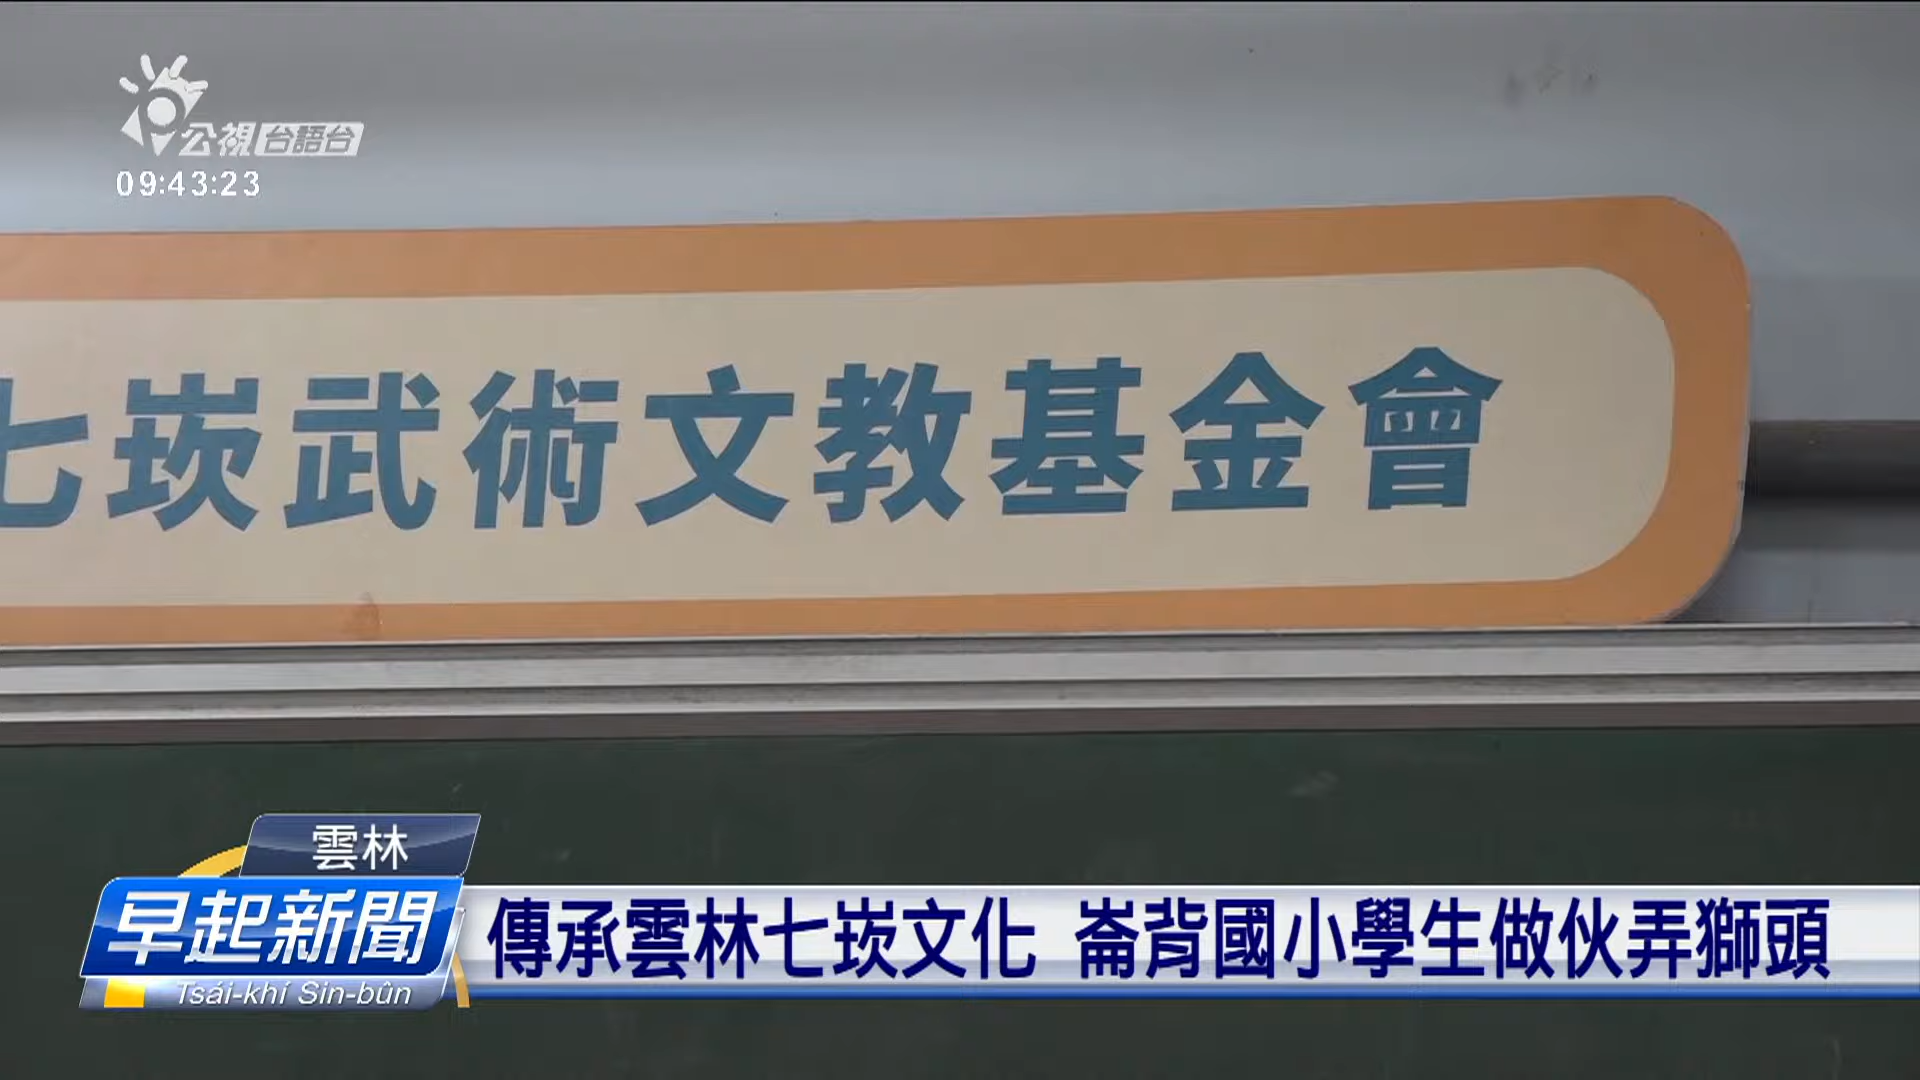 公視台語台
09:43:23
七崁武術文教基金會
雲林
早起新聞
Tsái-khí Sin-bûn
傳承雲林七崁文化 崙背國小學生做伙弄獅頭